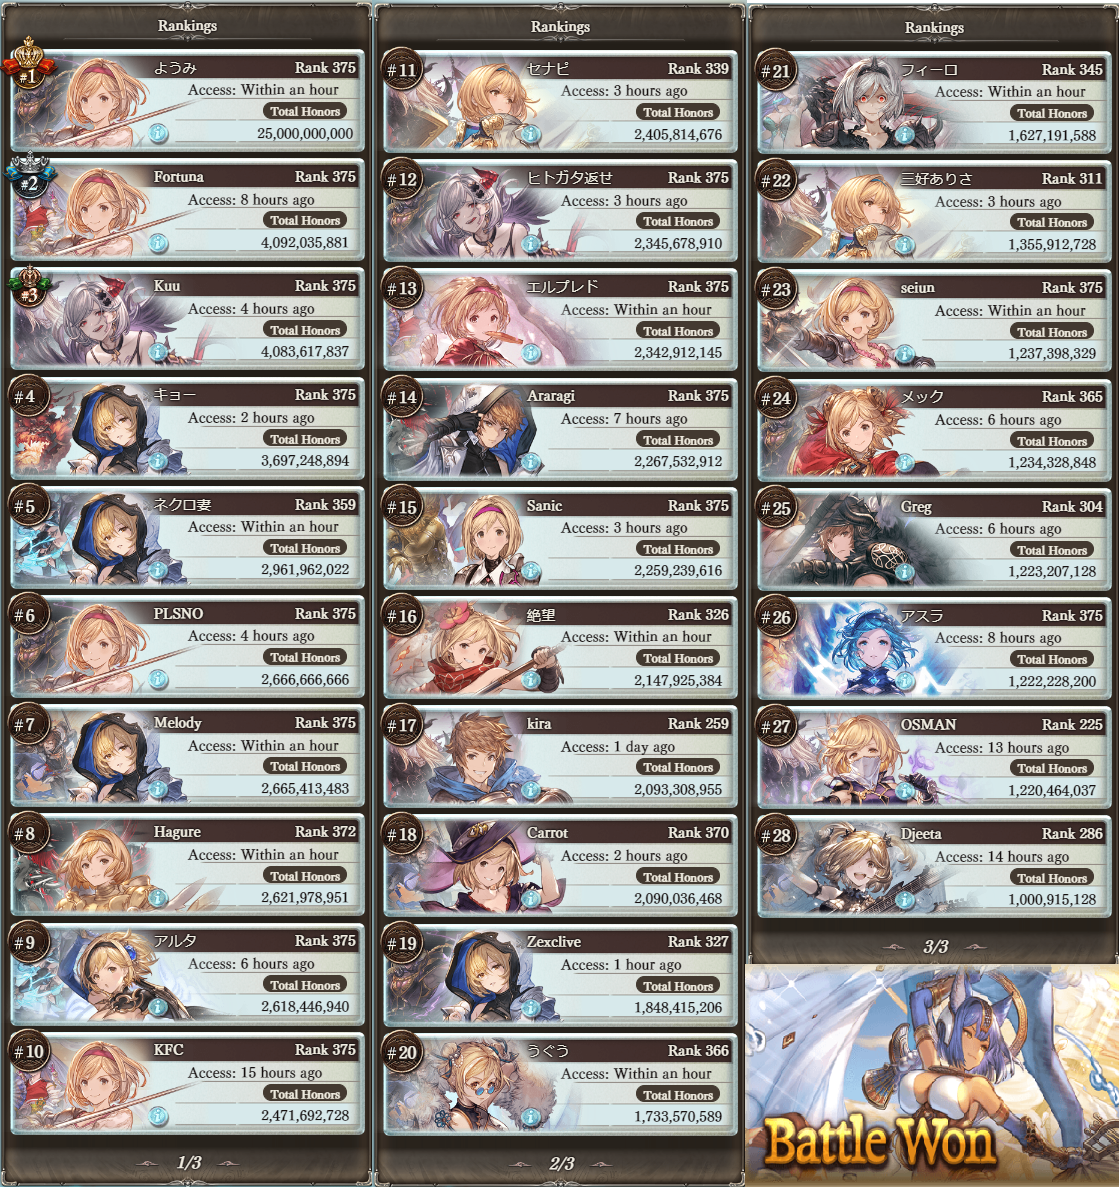 Rankings
#1
ようみ Rank 375
Access: Within an hour
Total Honors
25,000,000,000
#2
Fortuna Rank 375
Access: 8 hours ago
Total Honors
4,092,035,881
#3
Kuu Rank 375
Access: 4 hours ago
Total Honors
4,083,617,837
#4
キョー Rank 375
Access: 2 hours ago
Total Honors
3,697,248,894
#5
ネクロ妻 Rank 359
Access: Within an hour
Total Honors
2,961,962,022
#6
PLSNO Rank 375
Access: 4 hours ago
Total Honors
2,666,666,666
#7
Melody Rank 375
Access: Within an hour
Total Honors
2,665,413,483
#8
Hagure Rank 372
Access: Within an hour
Total Honors
2,621,978,951
#9
アルタ Rank 375
Access: 6 hours ago
Total Honors
2,618,446,940
#10
KFC Rank 375
Access: 15 hours ago
Total Honors
2,471,692,728
1/3
Rankings
#11
セナピ Rank 339
Access: 3 hours ago
Total Honors
2,405,814,676
#12
ヒトガタ返せ Rank 375
Access: 3 hours ago
Total Honors
2,345,678,910
#13
エルプレド Rank 375
Access: Within an hour
Total Honors
2,342,912,145
#14
Araragi Rank 375
Access: 7 hours ago
Total Honors
2,267,532,912
#15
Sanic Rank 375
Access: 3 hours ago
Total Honors
2,259,239,616
#16
絶望 Rank 326
Access: Within an hour
Total Honors
2,147,925,384
#17
kira Rank 259
Access: 1 day ago
Total Honors
2,093,308,955
#18
Carrot Rank 370
Access: 2 hours ago
Total Honors
2,090,036,468
#19
Zexclive Rank 327
Access: 1 hour ago
Total Honors
1,848,415,206
#20
うぐう Rank 366
Access: Within an hour
Total Honors
1,733,570,589
2/3
Rankings
#21
フィーロ Rank 345
Access: Within an hour
Total Honors
1,627,191,588
#22
三好ありさ Rank 311
Access: 3 hours ago
Total Honors
1,355,912,728
#23
seiun Rank 375
Access: Within an hour
Total Honors
1,237,398,329
#24
メック Rank 365
Access: 6 hours ago
Total Honors
1,234,328,848
#25
Greg Rank 304
Access: 6 hours ago
Total Honors
1,223,207,128
#26
アスラ Rank 375
Access: 8 hours ago
Total Honors
1,222,228,200
#27
OSMAN Rank 225
Access: 13 hours ago
Total Honors
1,220,464,037
#28
Djeeta Rank 286
Access: 14 hours ago
Total Honors
1,000,915,128
3/3
Battle Won